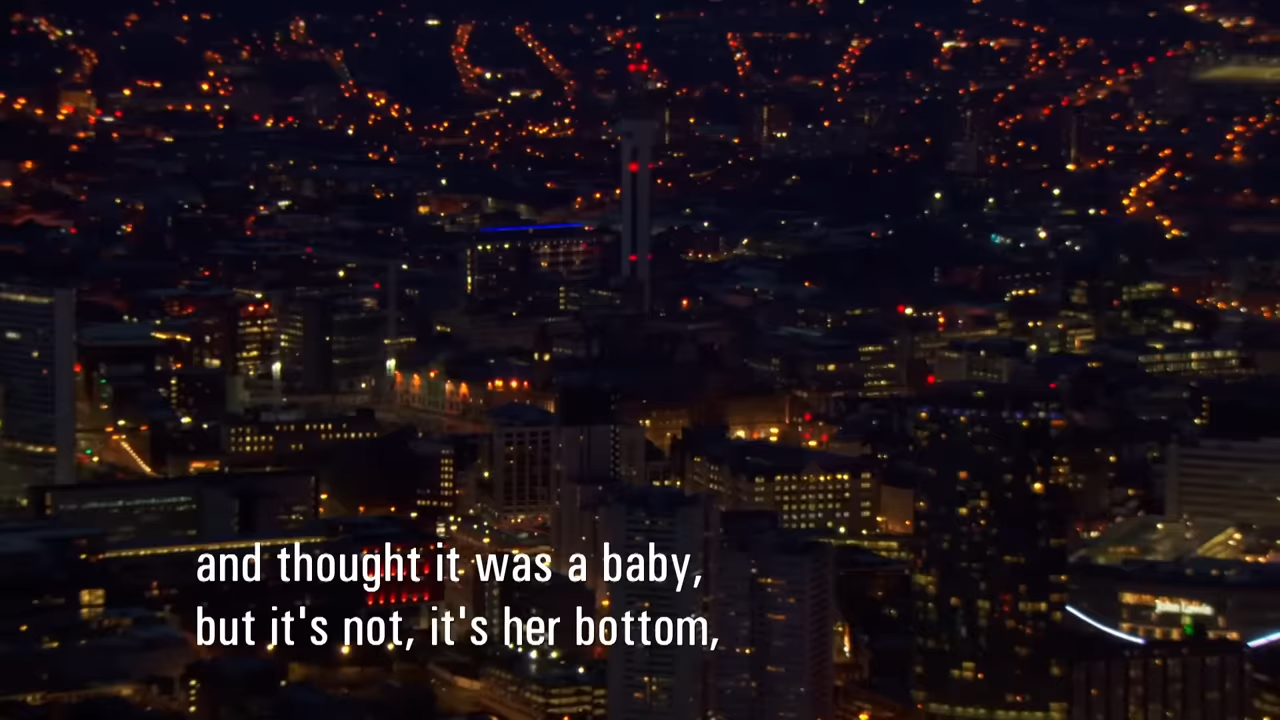 and thought it was a baby,
but it's not, it's her bottom,
John Lewis